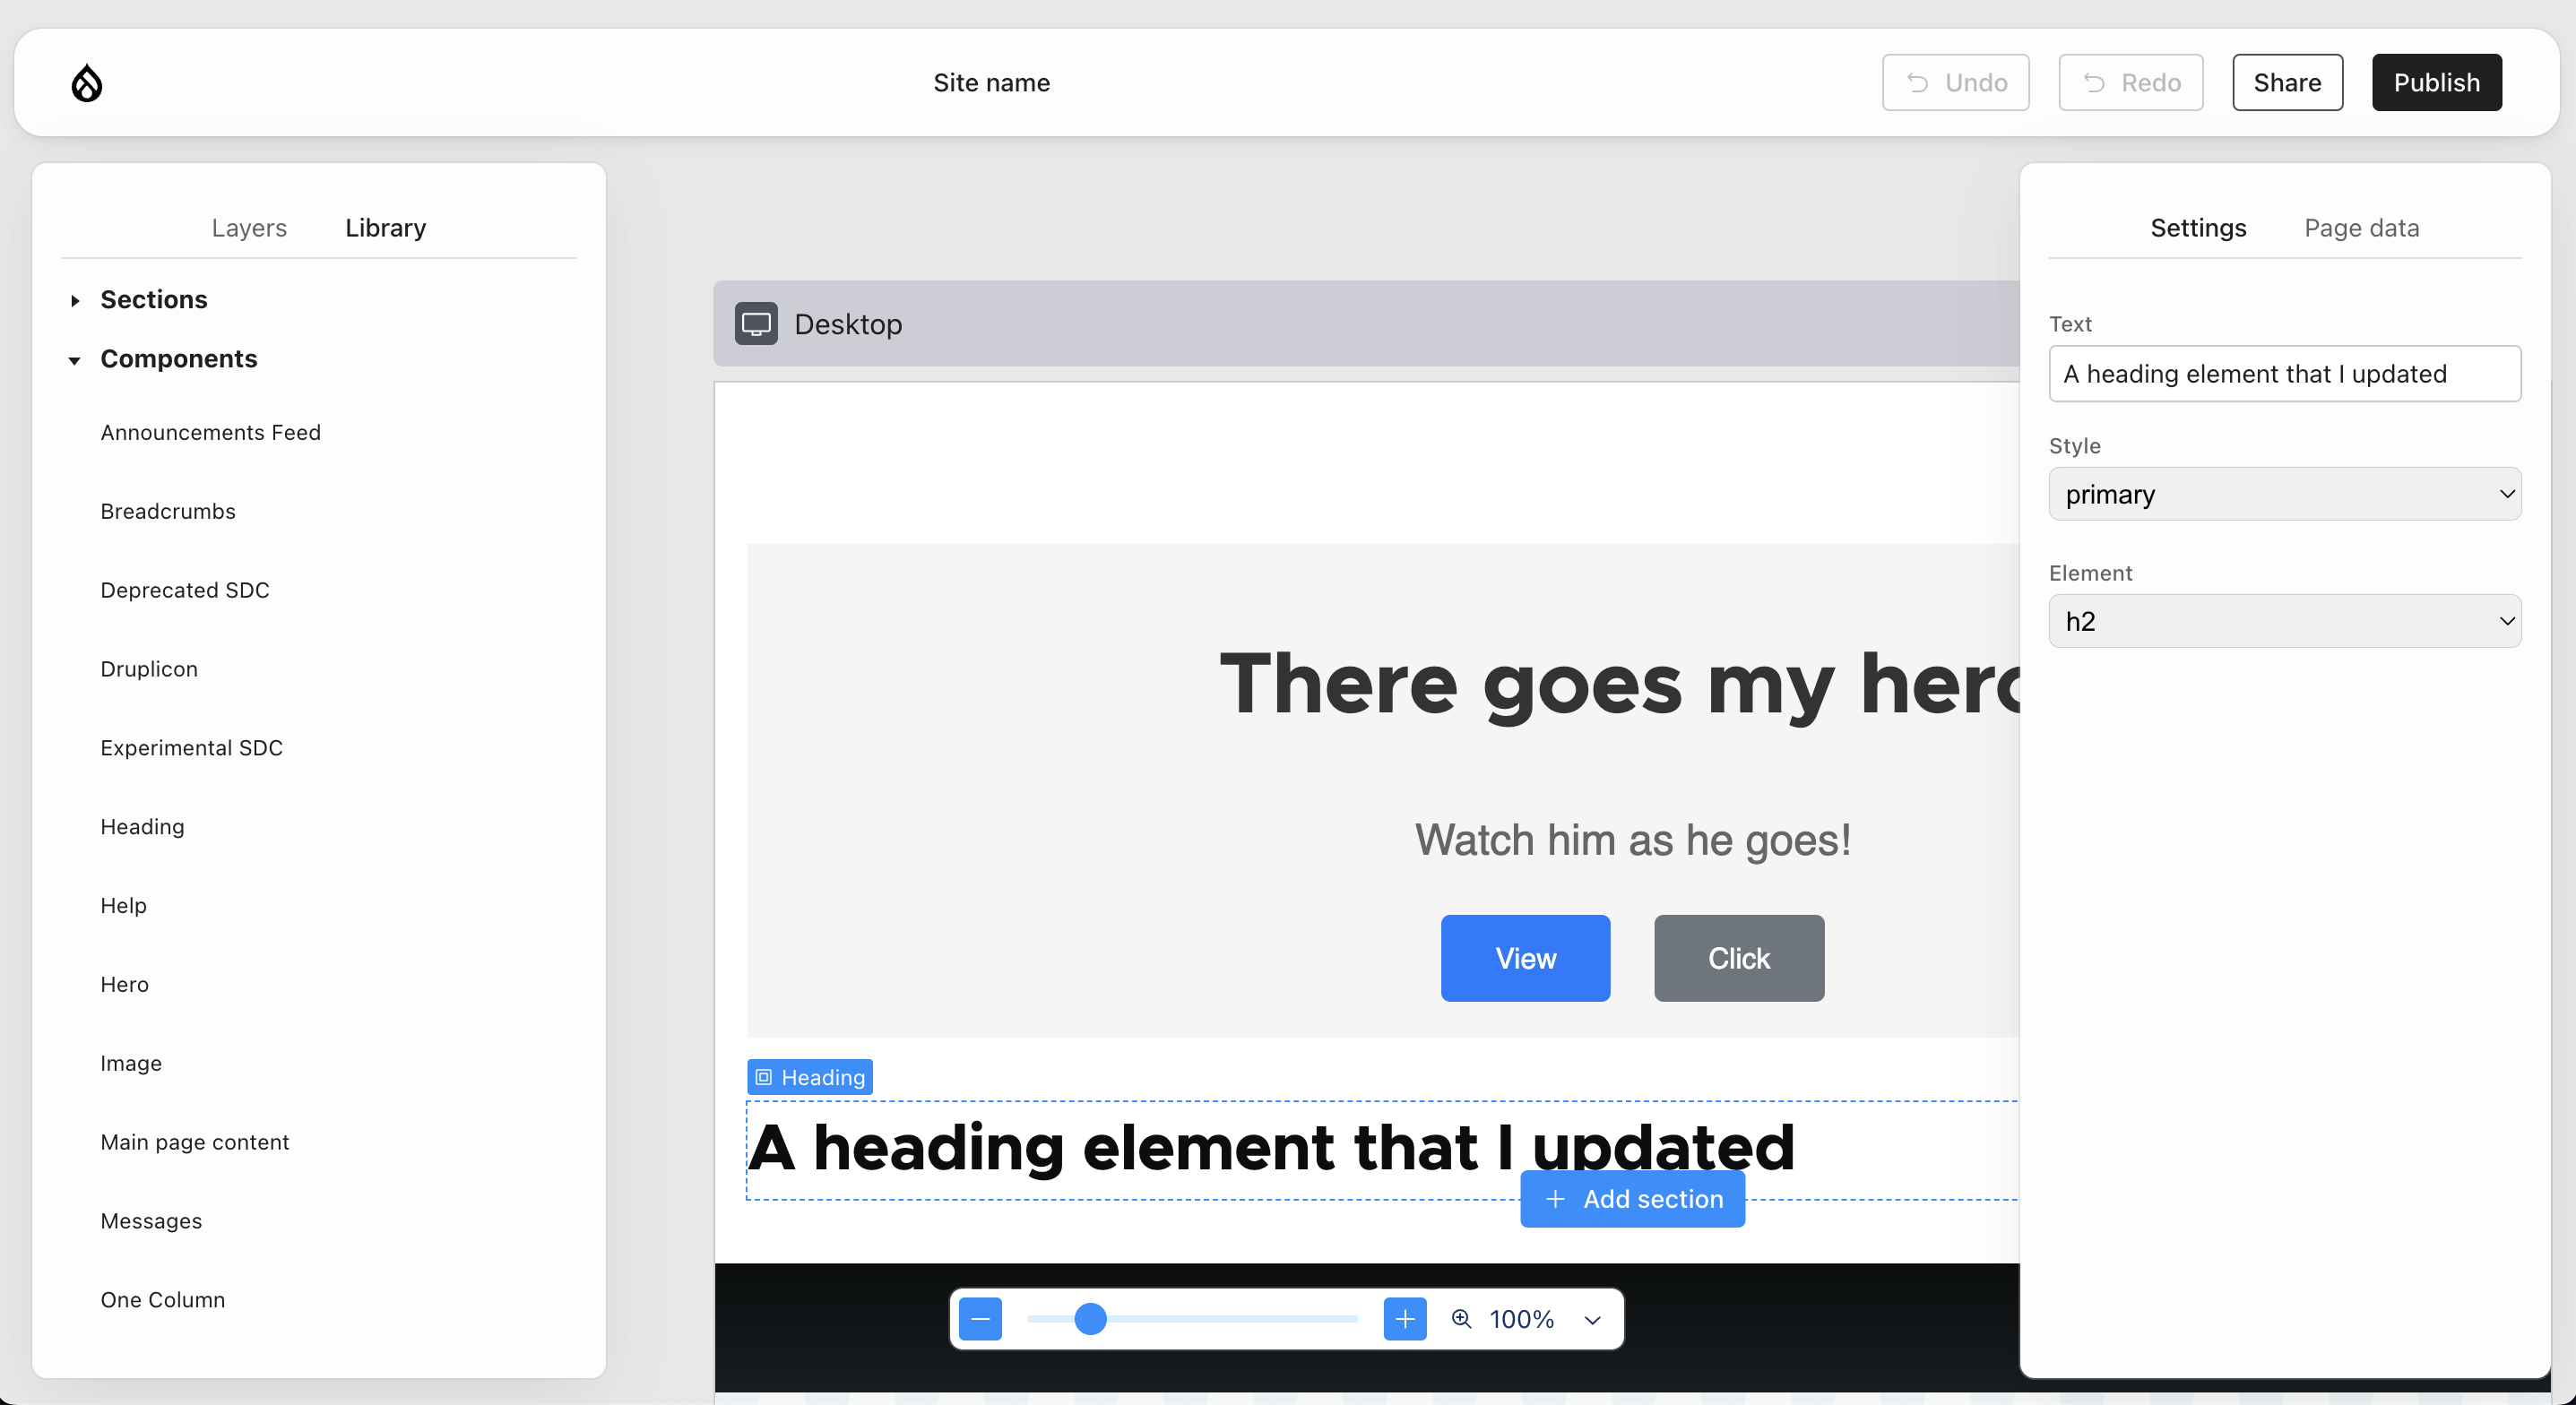 Site name
Undo
Redo
Share
Publish
Layers
Library
Sections
Components
Announcements Feed
Breadcrumbs
Deprecated SDC
Druplicon
Experimental SDC
Heading
Help
Hero
Image
Main page content
Messages
One Column
Desktop
There goes my hero
Watch him as he goes!
View
Click
Heading
A heading element that I updated
Add section
100%
Settings
Page data
Text
A heading element that I updated
Style
primary
Element
h2